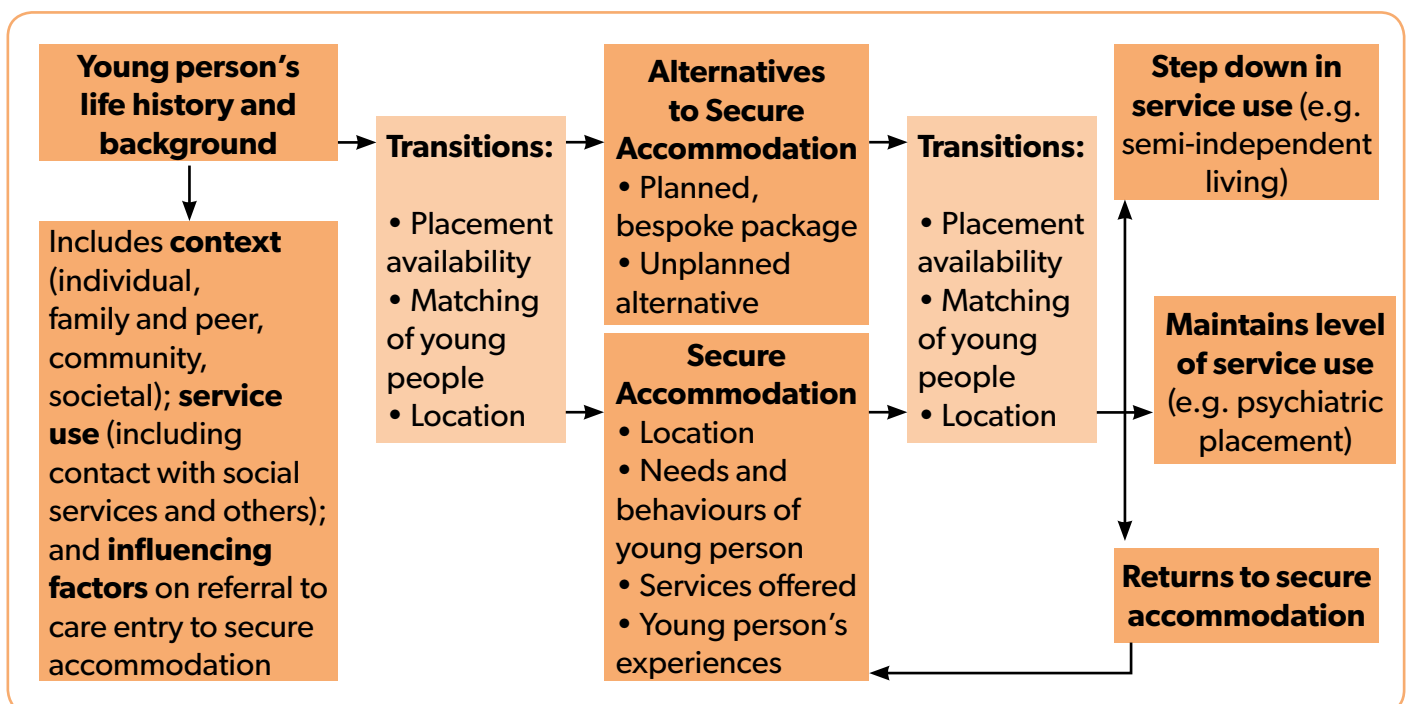 Young person’s
life history and
background
Includes context
(individual,
family and peer,
community,
societal); service
use (including
contact with social
services and others);
and influencing
factors on referral to
care entry to secure
accommodation
Transitions:
• Placement
availability
• Matching
of young
people
• Location
Alternatives
to Secure
Accommodation
• Planned,
bespoke package
• Unplanned
alternative
Secure
Accommodation
• Location
• Needs and
behaviours of
young person
• Services offered
• Young person’s
experiences
Transitions:
• Placement
availability
• Matching
of young
people
• Location
Step down in
service use (e.g.
semi-independent
living)
Maintains level
of service use
(e.g. psychiatric
placement)
Returns to secure
accommodation